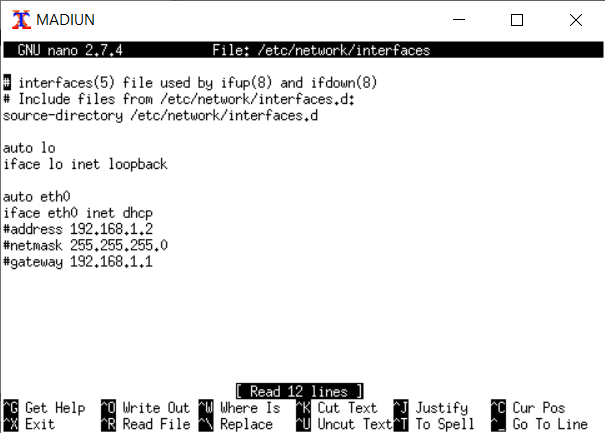 MADIUN
GNU nano 2.7.4 File: /etc/network/interfaces
# interfaces(5) file used by ifup(8) and ifdown(8)
# Include files from /etc/network/interfaces.d:
source-directory /etc/network/interfaces.d
auto lo
iface lo inet loopback
auto eth0
iface eth0 inet dhcp
#address 192.168.1.2
#netmask 255.255.255.0
#gateway 192.168.1.1
[ Read 12 lines ]
^G Get Help ^O Write Out ^W Where Is ^K Cut Text ^J Justify ^C Cur Pos
^X Exit ^R Read File ^\ Replace ^U Uncut Text ^T To Spell ^_ Go To Line